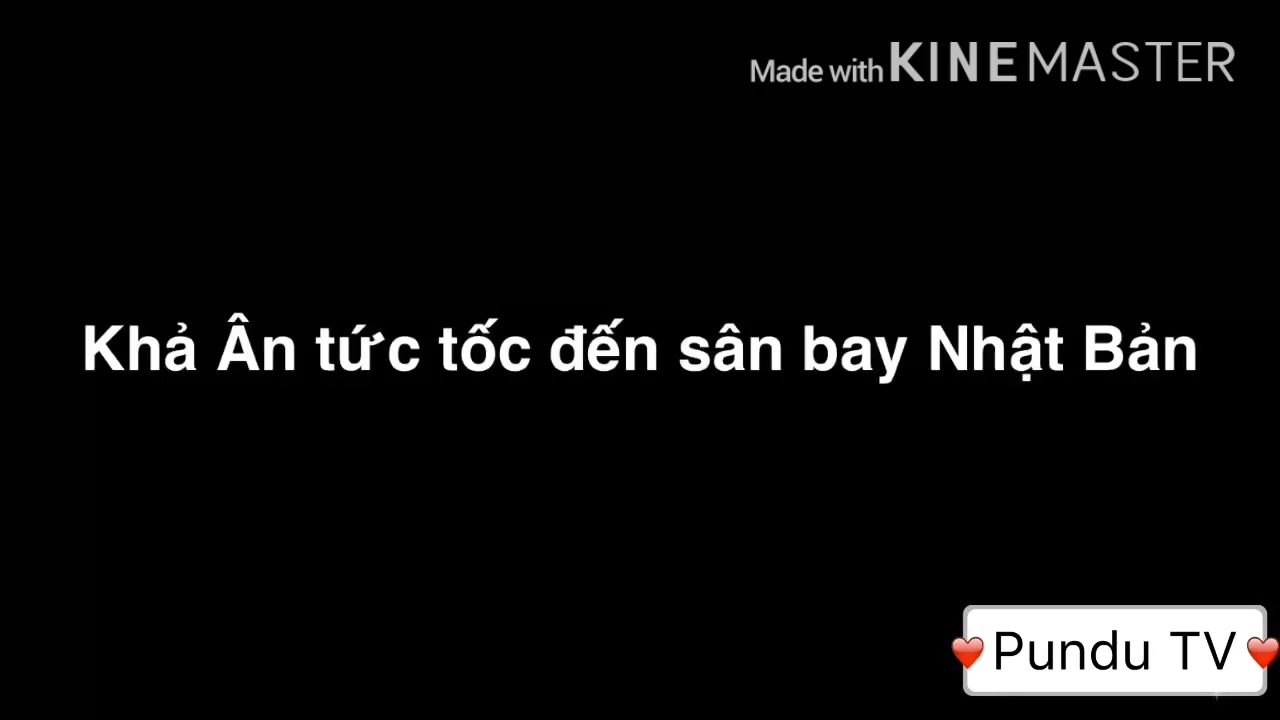 Made with KINEMASTER
Khả Ân tức tốc đến sân bay Nhật Bản
❤️Pundu TV❤️